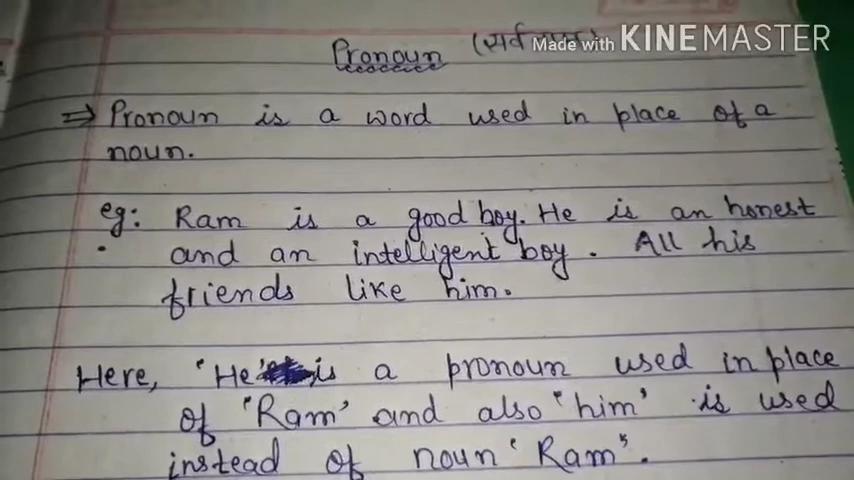 Pronoun (सर्वनाम)
Made with KINEMASTER
⇒ Pronoun is a word used in place of a
noun.
eg: Ram is a good boy. He is an honest
and an intelligent boy. All his
friends like him.
Here, 'He' is a pronoun used in place
of 'Ram' and also 'him' is used
instead of noun 'Ram'.